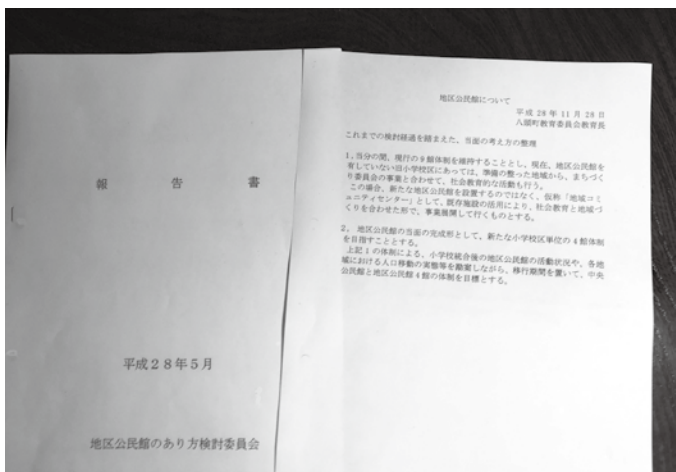 報告書
平成28年5月
地区公民館のあり方検討委員会
地区公民館について
平成28年11月28日
八頭町教育委員会教育長
これまでの検討経過を踏まえた、当面の考え方の整理
1．当分の間、現行の9館体制を維持することとし、現在、地区公民館を
有していない旧小学校区にあっては、準備の整った地域から、まちづく
り委員会の事業と合わせて、社会教育的な活動も行う。
この場合、新たな地区公民館を設置するのではなく、仮称「地域コミ
ュニティセンター」として、既存施設の活用により、社会教育と地域づ
くりを合わせた形で、事業展開して行くものとする。
2．地区公民館の当面の完成形として、新たな小学校区単位の4館体制
を目指すこととする。
上記1の体制による、小学校統合後の地区公民館の活動状況や、各地
域における人口移動の実態等を勘案しながら、移行期間を置いて、中央
公民館と地区公民館4館の体制を目標とする。